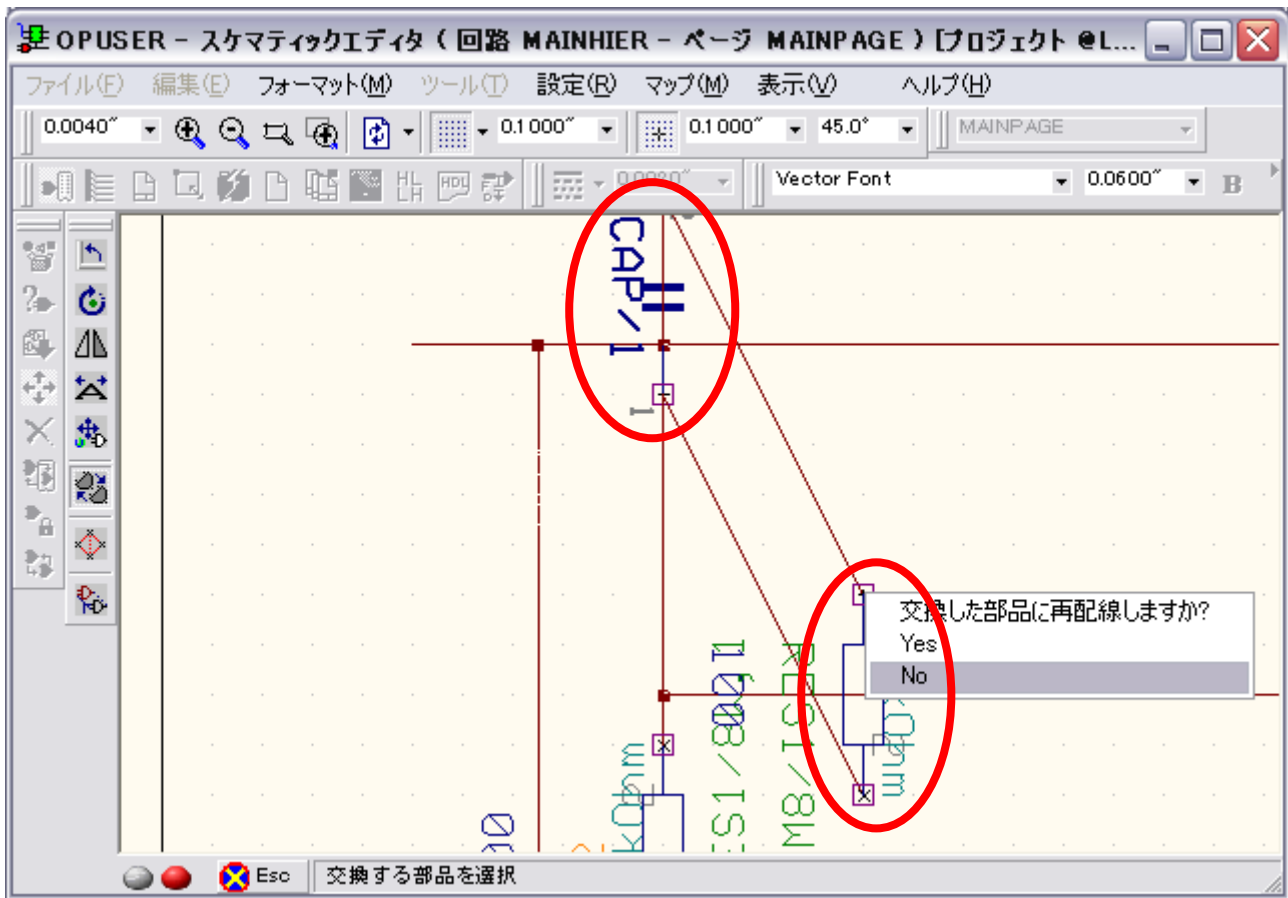 OPUSER - スケマティックエディタ ( 回路 MAINHIER - ページ MAINPAGE ) [プロジェクト @L...
ファイル(F) 編集(E) フォーマット(M) ツール(T) 設定(R) マップ(M) 表示(V) ヘルプ(H)
0.0040" 0.1000" 0.1000" 45.0° MAINPAGE
HDL 0.0020" Vector Font 0.0600" B
CAP/1
1
交換した部品に再配線しますか?
Yes
No
Esc 交換する部品を選択